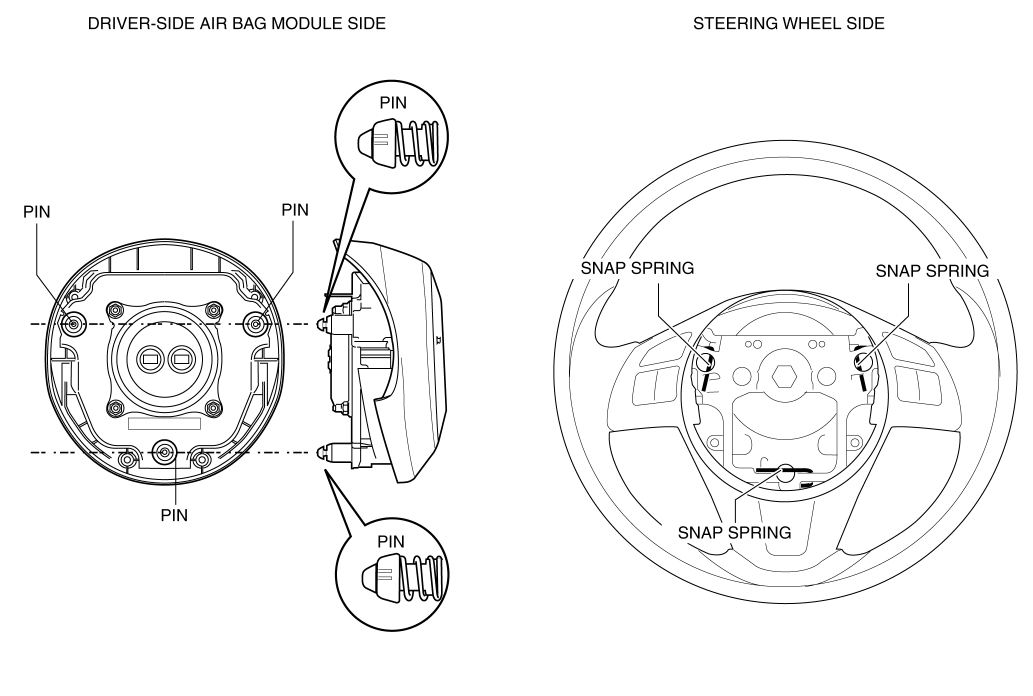 DRIVER-SIDE AIR BAG MODULE SIDE
STEERING WHEEL SIDE
PIN
PIN
PIN
SNAP SPRING
SNAP SPRING
PIN
SNAP SPRING
PIN